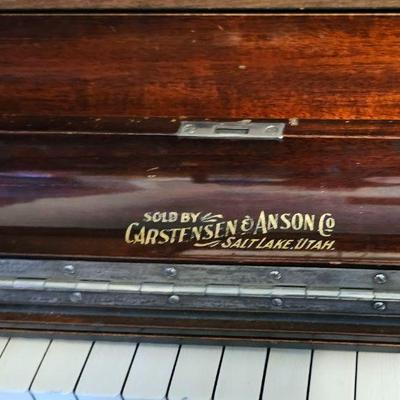 SOLD BY
CARSTENSEN & ANSON CO
SALT LAKE, UTAH.